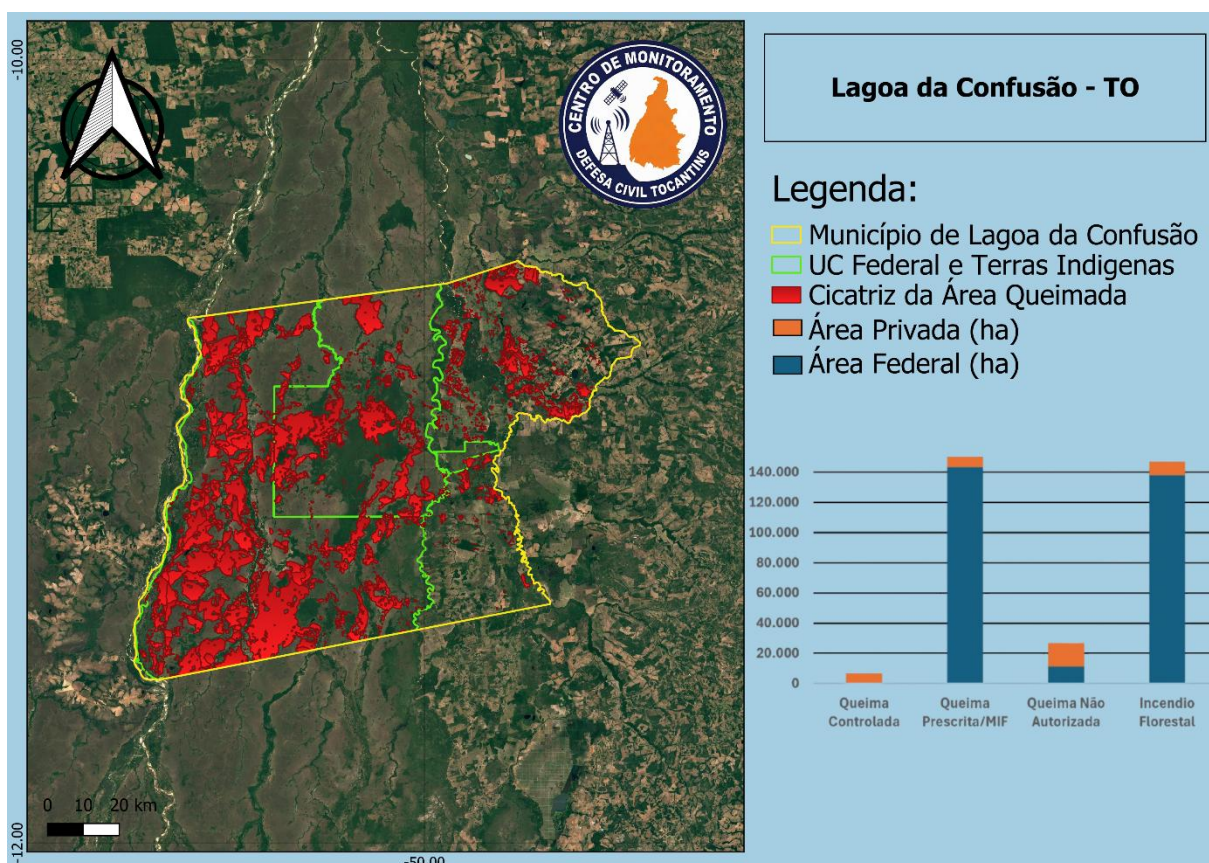 -10.00
CENTRO DE MONITORAMENTO
DEFESA CIVIL TOCANTINS
0 10 20 km
-12.00
-50.00
Lagoa da Confusão - TO
Legenda:
Município de Lagoa da Confusão
UC Federal e Terras Indigenas
Cicatriz da Área Queimada
Área Privada (ha)
Área Federal (ha)
140.000
120.000
100.000
80.000
60.000
40.000
20.000
0
Queima
Controlada
Queima
Prescrita/MIF
Queima Não
Autorizada
Incendio
Florestal